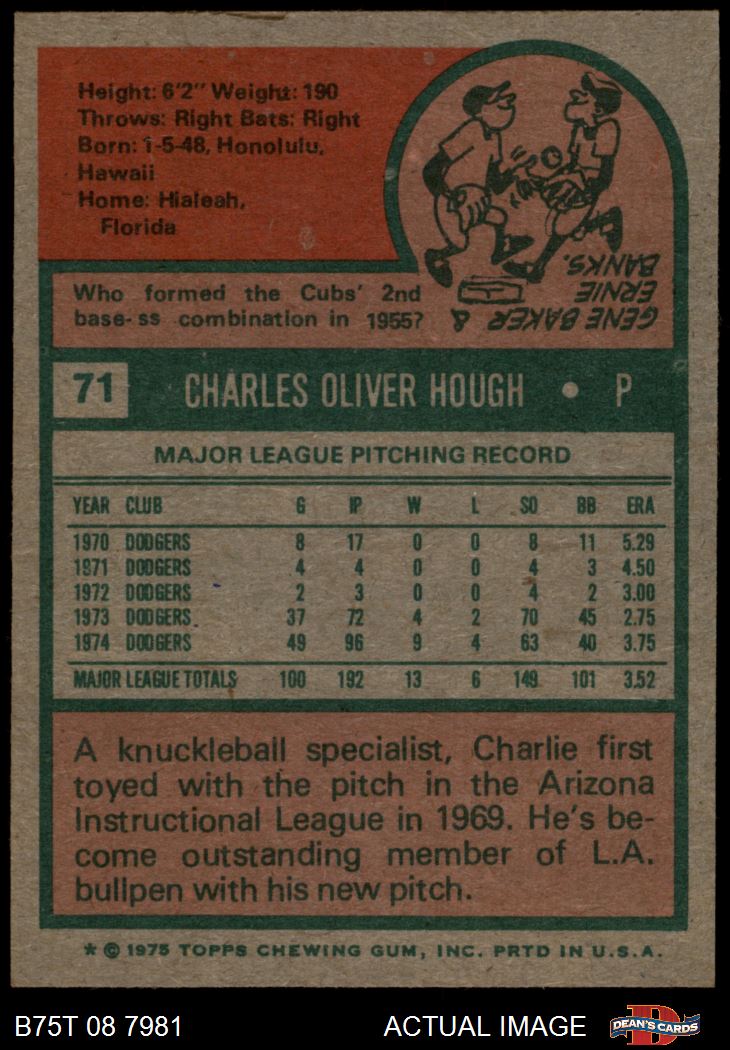 Height: 6'2" Weight: 190
Throws: Right Bats: Right
Born: 1-5-48, Honolulu,
Hawaii
Home: Hialeah,
Florida
Who formed the Cubs' 2nd
base-ss combination in 1955?
GENE BAKER &
ERNIE
BANKS.
71 CHARLES OLIVER HOUGH • P
MAJOR LEAGUE PITCHING RECORD
YEAR CLUB G IP W L SO BB ERA
1970 DODGERS 8 17 0 0 8 11 5.29
1971 DODGERS 4 4 0 0 4 3 4.50
1972 DODGERS 2 3 0 0 4 2 3.00
1973 DODGERS 37 72 4 2 70 45 2.75
1974 DODGERS 49 96 9 4 63 40 3.75
MAJOR LEAGUE TOTALS 100 192 13 6 149 101 3.52
A knuckleball specialist, Charlie first
toyed with the pitch in the Arizona
Instructional League in 1969. He's be-
come outstanding member of L.A.
bullpen with his new pitch.
* © 1975 TOPPS CHEWING GUM, INC. PRTD IN U.S.A.
B75T 08 7981 ACTUAL IMAGE DEAN'S CARDS